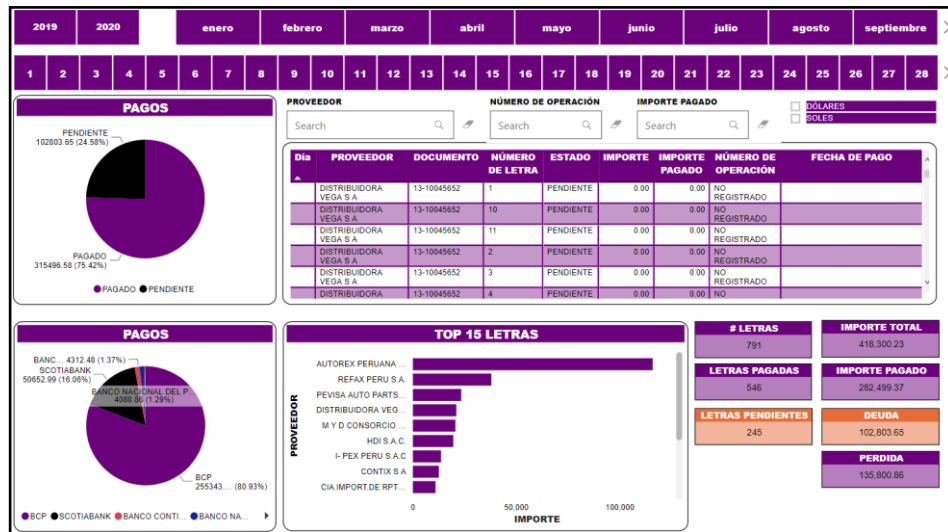 2019 2020 enero febrero marzo abril mayo junio julio agosto septiembre
1 2 3 4 5 6 7 8 9 10 11 12 13 14 15 16 17 18 19 20 21 22 23 24 25 26 27 28
PAGOS
PENDIENTE
102803.65 (24.58%)
PAGADO
315496.58 (75.42%)
PAGADO PENDIENTE
PROVEEDOR NÚMERO DE OPERACIÓN IMPORTE PAGADO
Search Search Search
DÓLARES
SOLES
Día PROVEEDOR DOCUMENTO NÚMERO DE LETRA ESTADO IMPORTE IMPORTE PAGADO NÚMERO DE OPERACIÓN FECHA DE PAGO
DISTRIBUIDORA VEGA S A 13-10045652 1 PENDIENTE 0.00 0.00 NO REGISTRADO
DISTRIBUIDORA VEGA S A 13-10045652 10 PENDIENTE 0.00 0.00 NO REGISTRADO
DISTRIBUIDORA VEGA S A 13-10045652 11 PENDIENTE 0.00 0.00 NO REGISTRADO
DISTRIBUIDORA VEGA S A 13-10045652 2 PENDIENTE 0.00 0.00 NO REGISTRADO
DISTRIBUIDORA VEGA S A 13-10045652 3 PENDIENTE 0.00 0.00 NO REGISTRADO
DISTRIBUIDORA 13-10045652 4 PENDIENTE 0.00 0.00 NO
PAGOS
BANC... 4312.48 (1.37%)
SCOTIABANK
50652.99 (16.06%)
BANCO NACIONAL DEL P...
4088.86 (1.29%)
BCP
255343.... (80.93%)
BCP SCOTIABANK BANCO CONTI... BANCO NA...
TOP 15 LETRAS
PROVEEDOR
AUTOREX PERUANA ...
REFAX PERU S.A.
PEVISA AUTO PARTS...
DISTRIBUIDORA VEG...
M Y D CONSORCIO ...
HDI S.A.C.
I- PEX PERU S.A.C
CONTIX S A
CIA.IMPORT.DE RPT...
0 50,000 100,000
IMPORTE
# LETRAS
791
IMPORTE TOTAL
418,300.23
LETRAS PAGADAS
546
IMPORTE PAGADO
282,499.37
LETRAS PENDIENTES
245
DEUDA
102,803.65
PERDIDA
135,800.86